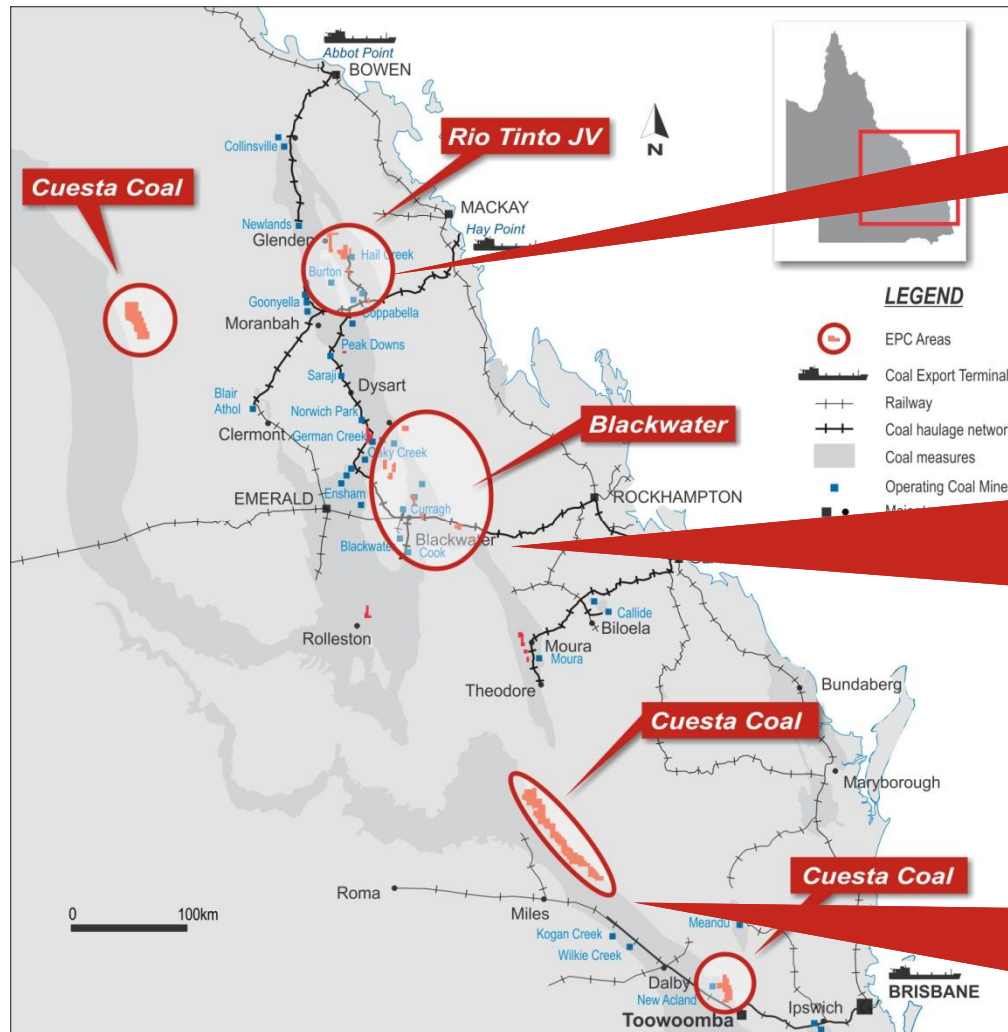 Abbot Point
BOWEN
Collinsville
Rio Tinto JV
N
Cuesta Coal
MACKAY
Newlands
Glenden
Hay Point
Hail Creek
Burton
LEGEND
Goonyella
Coppabella
Moranbah
EPC Areas
Peak Downs
Coal Export Terminal
Saraji
Dysart
Blair
Athol
Railway
Norwich Park
Blackwater
Coal haulage network
Clermont
German Creek
Oaky Creek
Coal measures
Ensham
Operating Coal Mine
EMERALD
ROCKHAMPTON
Curragh
Blackwater
Blackwater
Cook
Callide
Biloela
Rolleston
Moura
Moura
Theodore
Bundaberg
Cuesta Coal
Maryborough
Cuesta Coal
Roma
0
100km
Miles
Meandu
Kogan Creek
Wilkie Creek
Dalby
BRISBANE
New Acland
Ipswich
Toowoomba